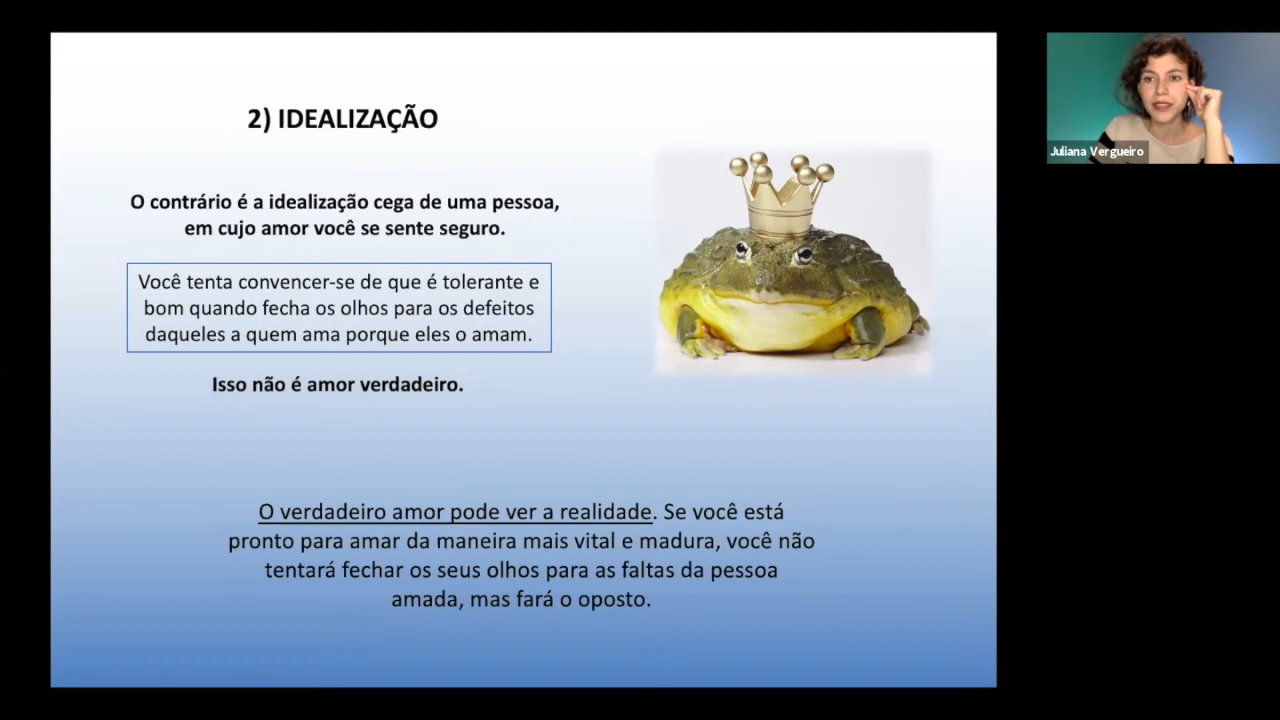 2) IDEALIZAÇÃO
O contrário é a idealização cega de uma pessoa,
em cujo amor você se sente seguro.
Você tenta convencer-se de que é tolerante e
bom quando fecha os olhos para os defeitos
daqueles a quem ama porque eles o amam.
Isso não é amor verdadeiro.
O verdadeiro amor pode ver a realidade. Se você está
pronto para amar da maneira mais vital e madura, você não
tentará fechar os seus olhos para as faltas da pessoa
amada, mas fará o oposto.
Juliana Vergueiro